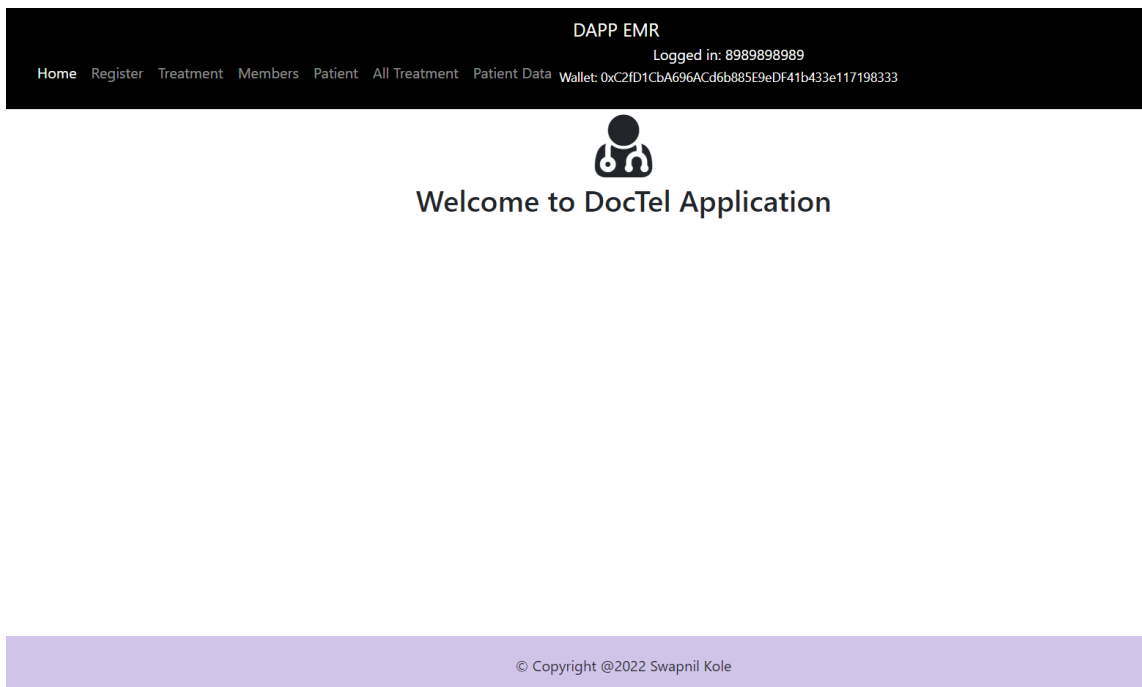 DAPP EMR
Logged in: 8989898989
Home Register Treatment Members Patient All Treatment Patient Data Wallet: 0xC2fD1CbA696ACd6b885E9eDF41b433e117198333
Welcome to DocTel Application
© Copyright @2022 Swapnil Kole